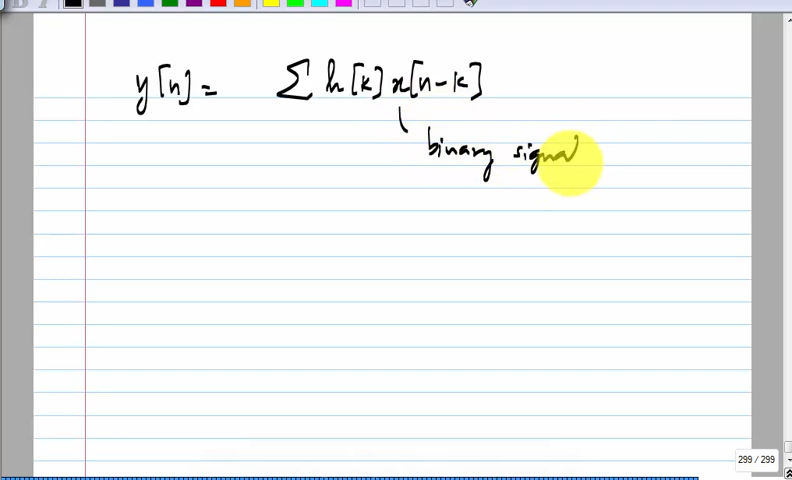 y[n] = Σ h[k] x[n-k]
binary signal
299 / 299